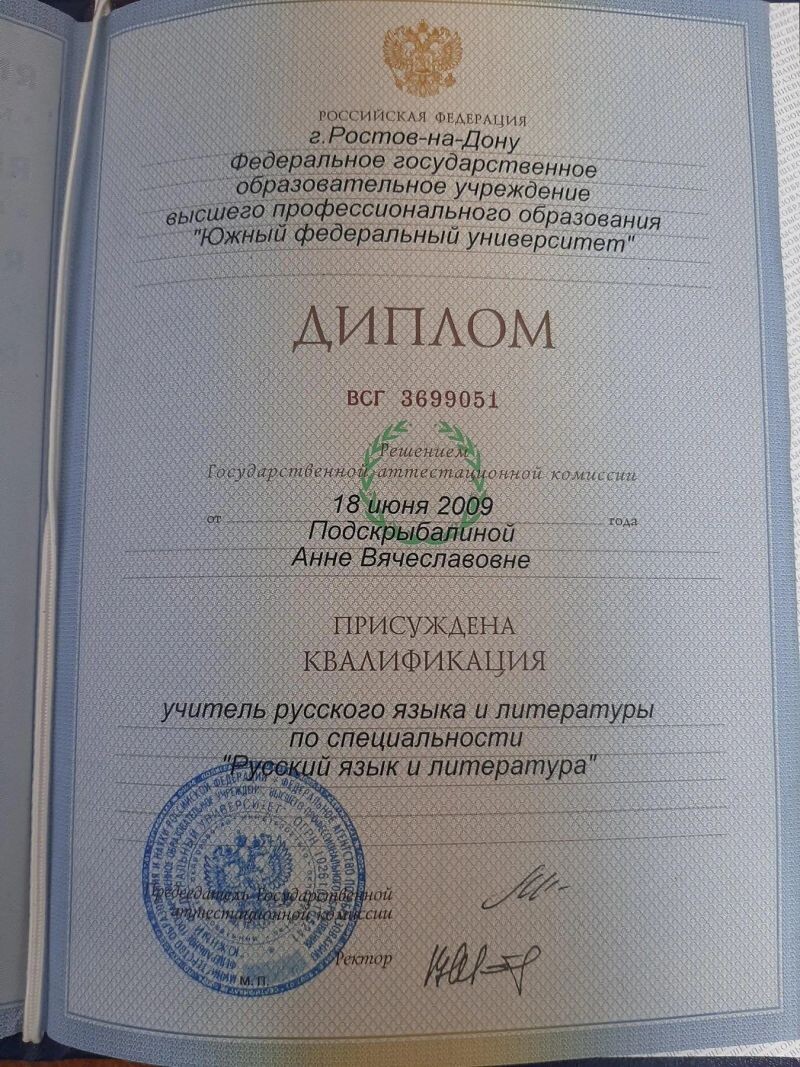 РОССИЙСКАЯ ФЕДЕРАЦИЯ
г.Ростов-на-Дону
Федеральное государственное
образовательное учреждение
высшего профессионального образования
"Южный федеральный университет"
ДИПЛОМ
ВСГ 3699051
Решением
Государственной аттестационной комиссии
от 18 июня 2009 года
Подскрыбалиной
Анне Вячеславовне
ПРИСУЖДЕНА
КВАЛИФИКАЦИЯ
учитель русского языка и литературы
по специальности
"Русский язык и литература"
Председатель Государственной
аттестационной комиссии
Ректор
М. П.